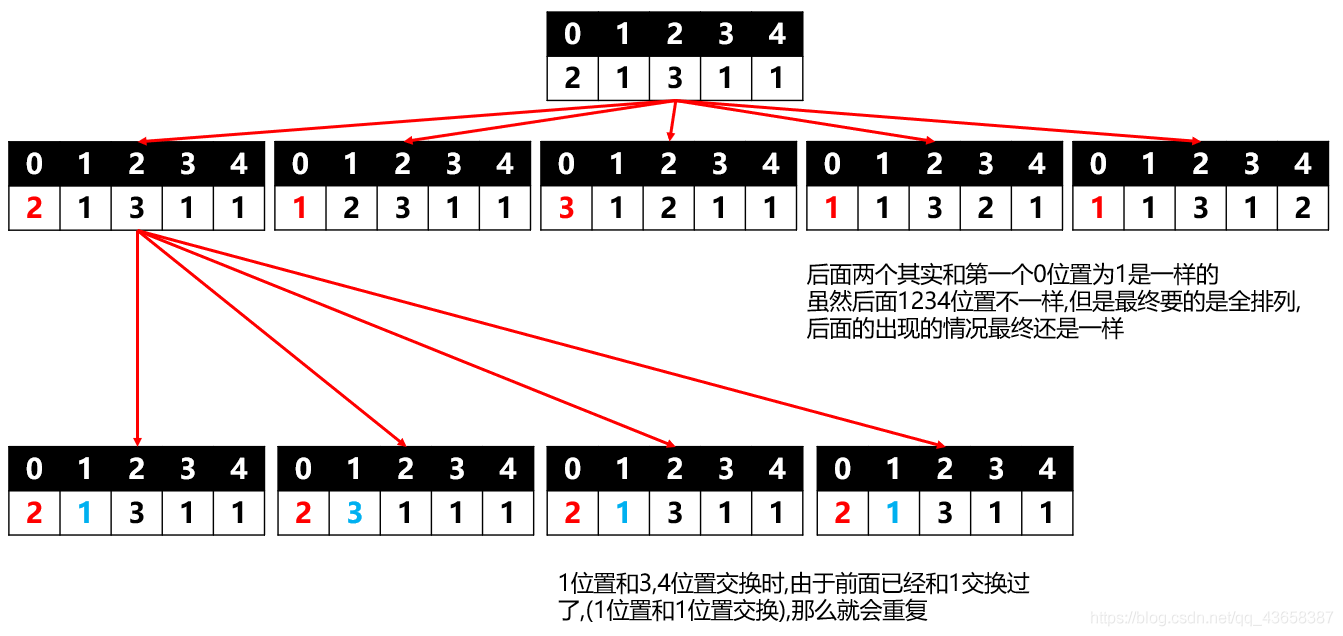 0 1 2 3 4
2 1 3 1 1
0 1 2 3 4 0 1 2 3 4 0 1 2 3 4 0 1 2 3 4 0 1 2 3 4
2 1 3 1 1 1 2 3 1 1 3 1 2 1 1 1 1 3 2 1 1 1 3 1 2
后面两个其实和第一个0位置为1是一样的
虽然后面1234位置不一样,但是最终要的是全排列,
后面的出现的情况最终还是一样
0 1 2 3 4 0 1 2 3 4 0 1 2 3 4 0 1 2 3 4
2 1 3 1 1 2 3 1 1 1 2 1 3 1 1 2 1 3 1 1
1位置和3,4位置交换时,由于前面已经和1交换过
了,(1位置和1位置交换),那么就会重复
https://blog.csdn.net/qq_43658387